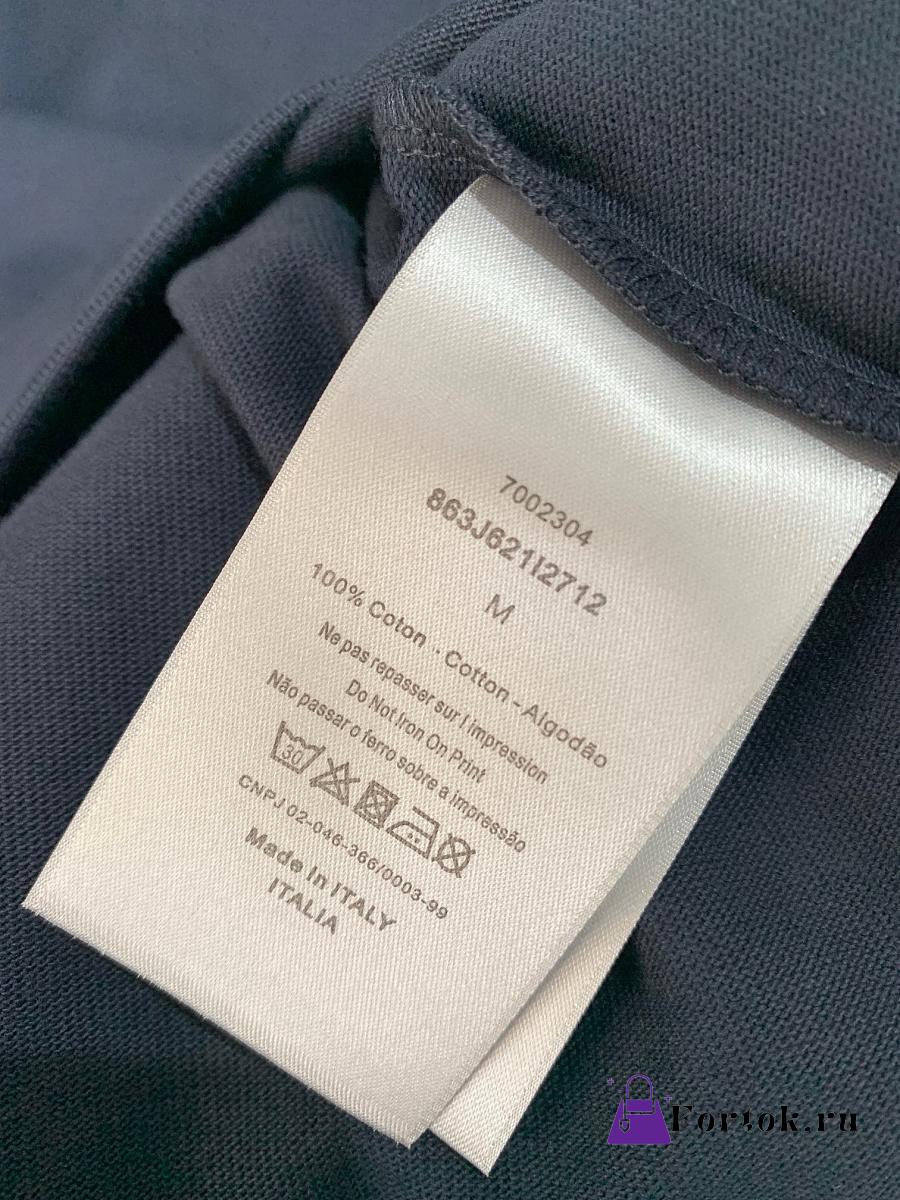 7002304
863J621I2712
M
100% Coton . Cotton - Algodão
Ne pas repasser sur l impression
Do Not Iron On Print
Não passar o ferro sobre a impressão
30
CNPJ 02-046-366/0003-99
Made In ITALY
ITALIA
Fortok.ru